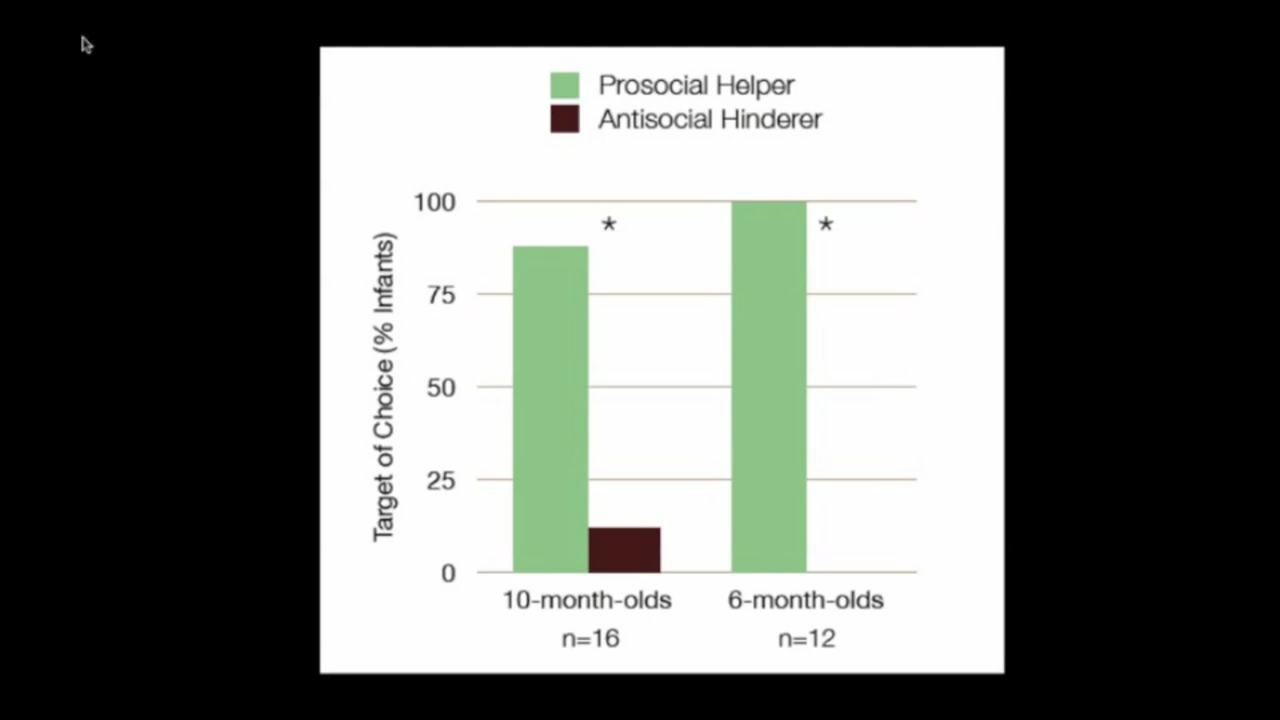 Prosocial Helper
Antisocial Hinderer
100
*
*
75
50
25
0
Target of Choice (% Infants)
10-month-olds
6-month-olds
n=16
n=12